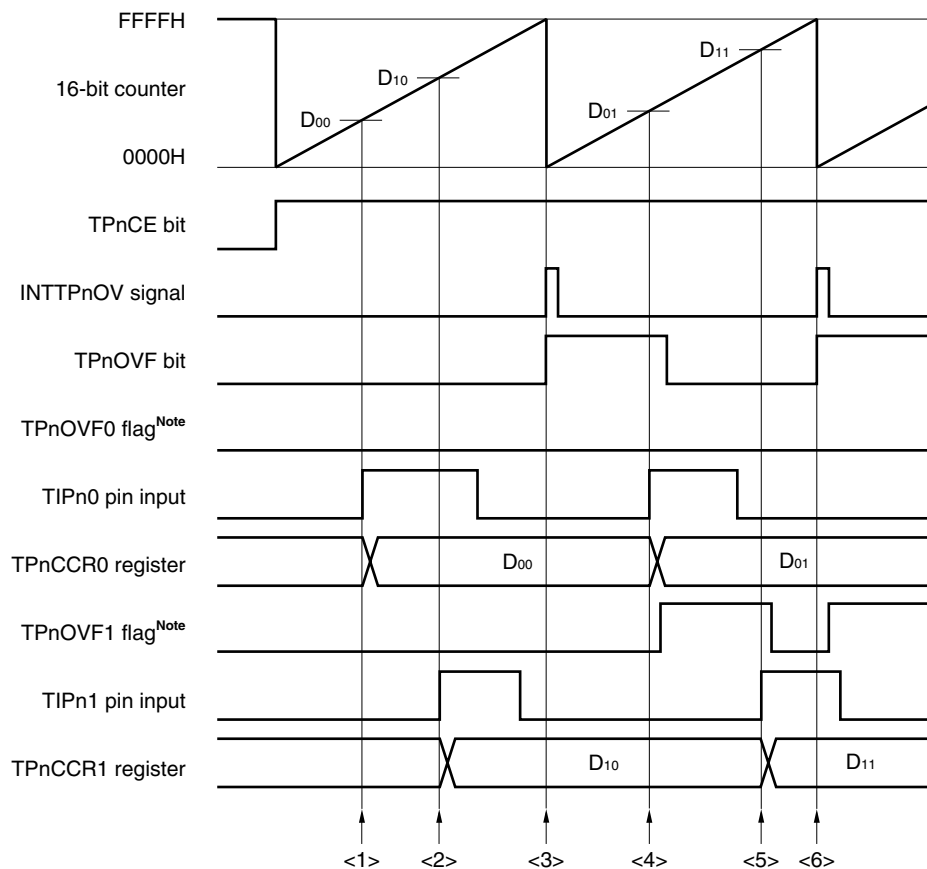 FFFFH
D11
D10
16-bit counter
D01
D00
0000H
TPnCE bit
INTTPnOV signal
TPnOVF bit
TPnOVF0 flagNote
TIPn0 pin input
TPnCCR0 register
D00
D01
TPnOVF1 flagNote
TIPn1 pin input
TPnCCR1 register
D10
D11
<1> <2> <3> <4> <5> <6>